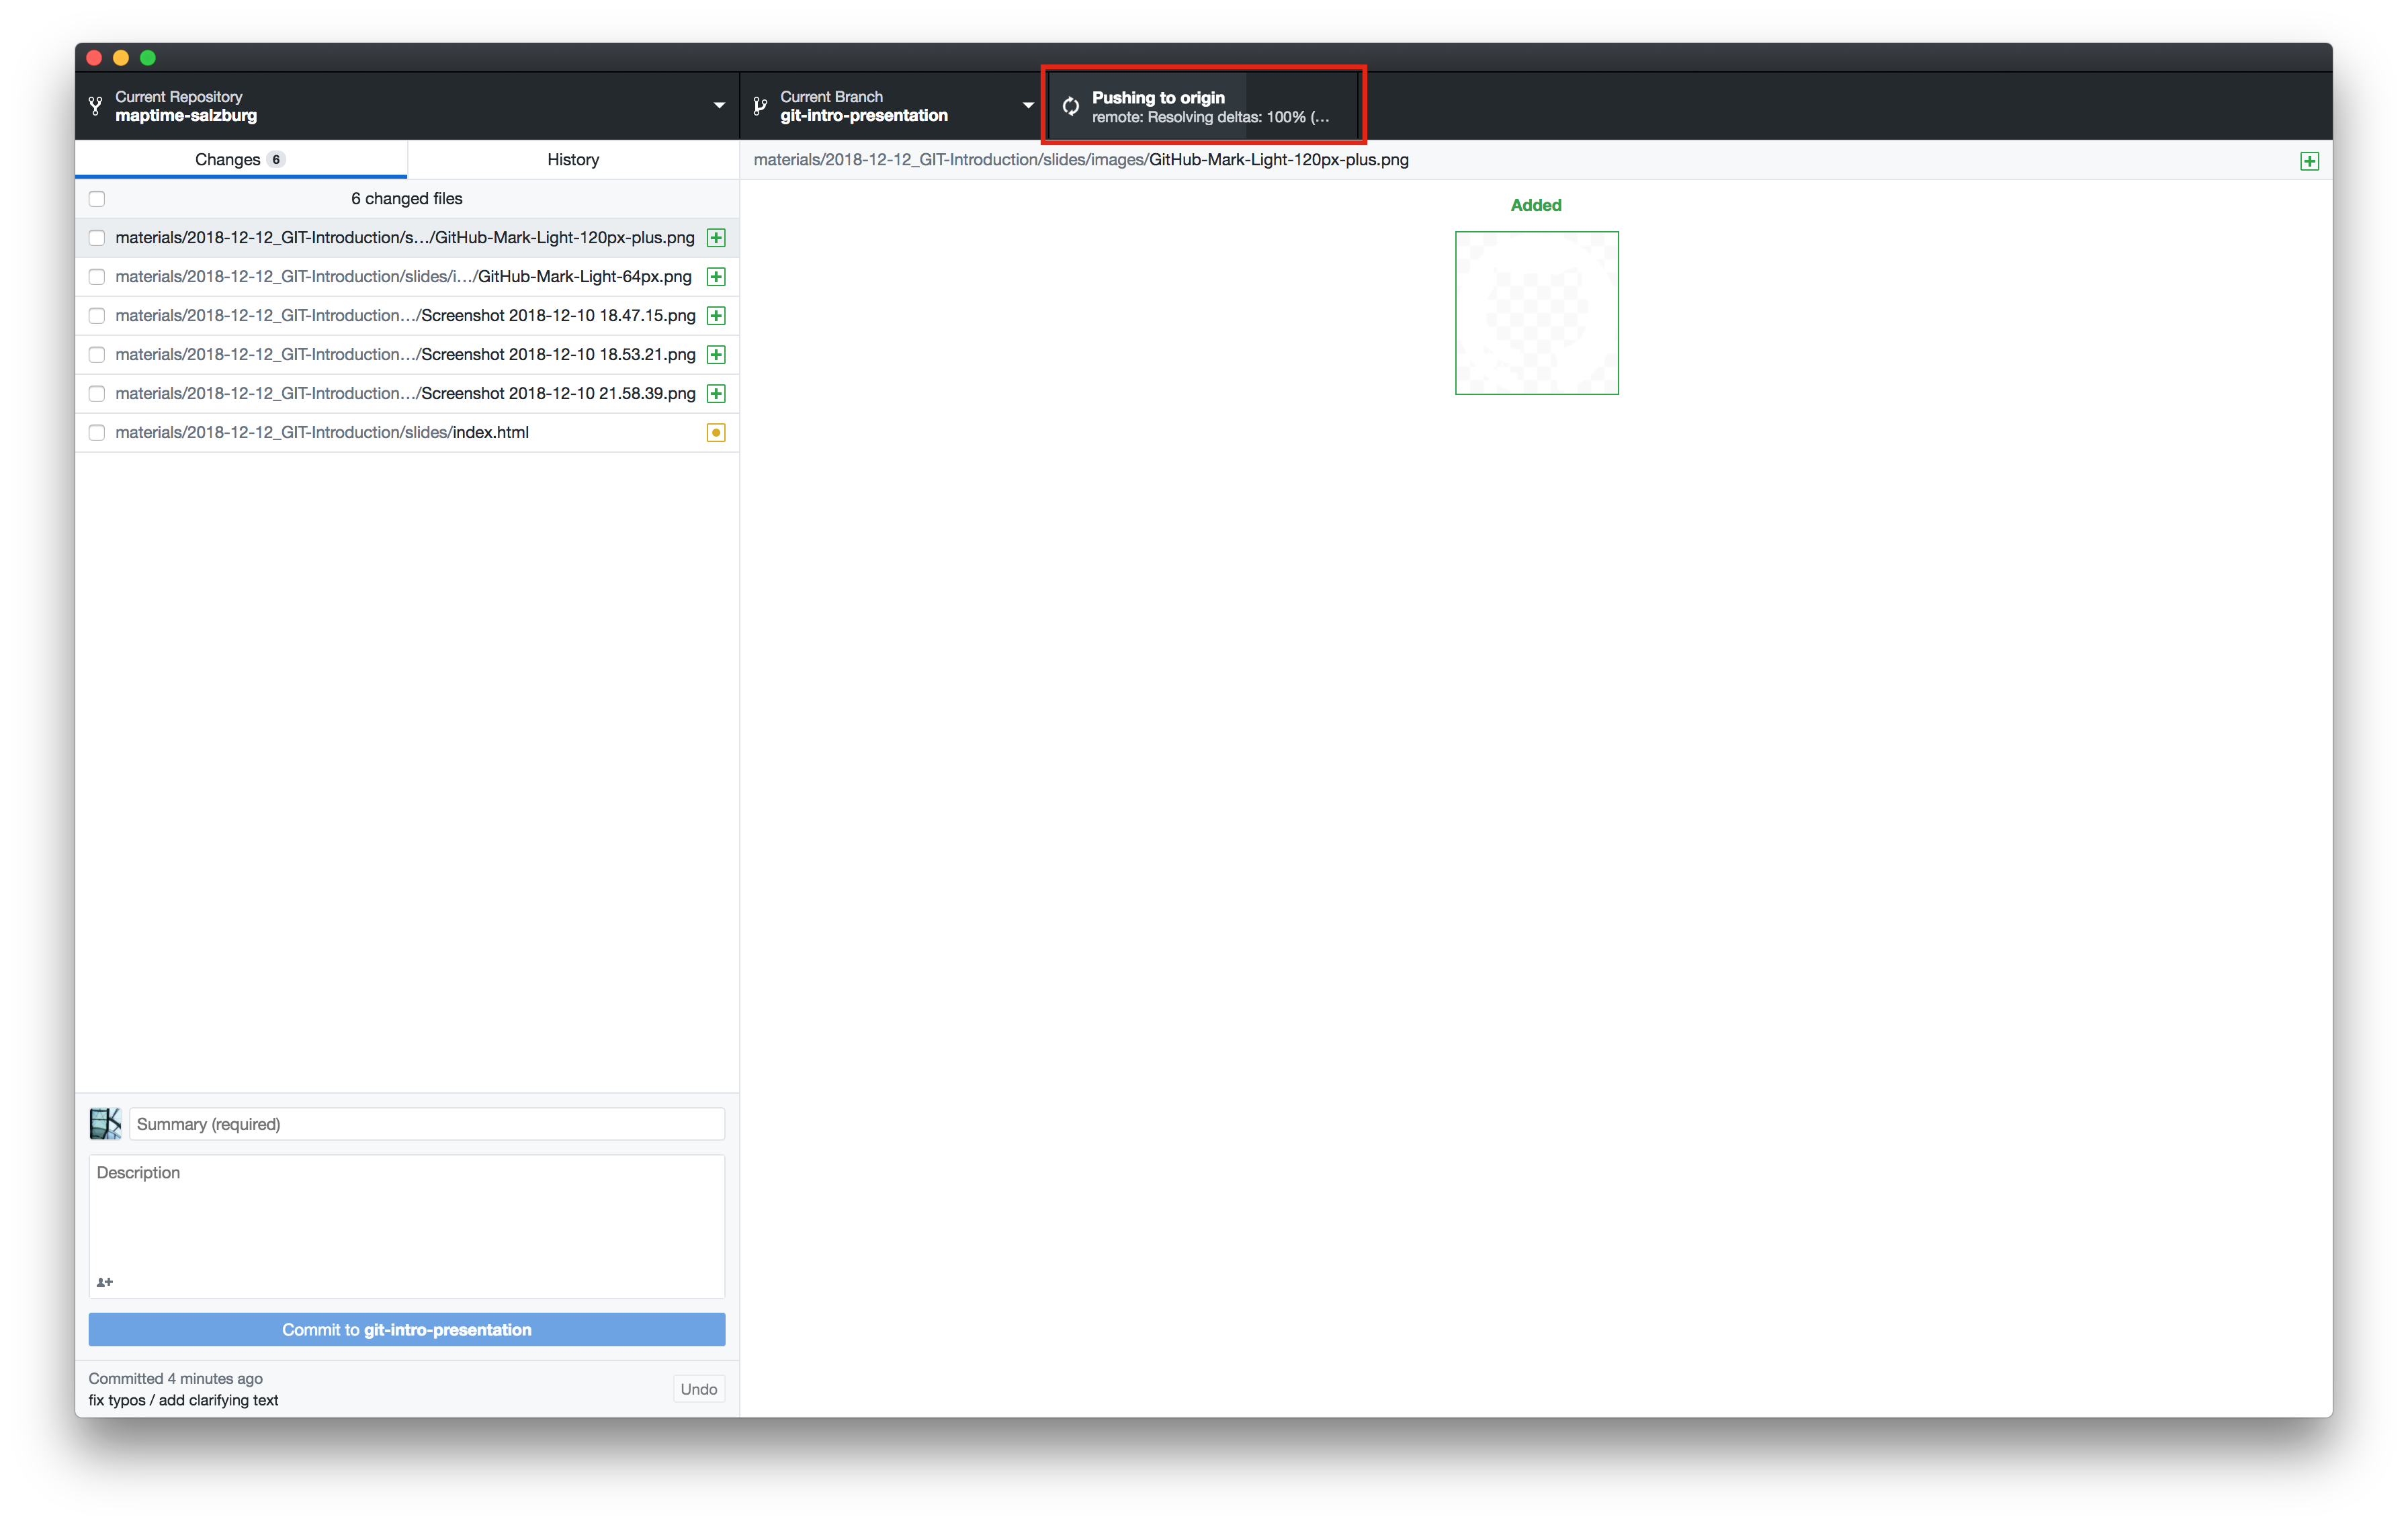 Current Repository
maptime-salzburg
Current Branch
git-intro-presentation
Pushing to origin
remote: Resolving deltas: 100% (…
Changes 6
History
materials/2018-12-12_GIT-Introduction/slides/images/GitHub-Mark-Light-120px-plus.png
6 changed files
Added
materials/2018-12-12_GIT-Introduction/s…/GitHub-Mark-Light-120px-plus.png
materials/2018-12-12_GIT-Introduction/slides/i…/GitHub-Mark-Light-64px.png
materials/2018-12-12_GIT-Introduction…/Screenshot 2018-12-10 18.47.15.png
materials/2018-12-12_GIT-Introduction…/Screenshot 2018-12-10 18.53.21.png
materials/2018-12-12_GIT-Introduction…/Screenshot 2018-12-10 21.58.39.png
materials/2018-12-12_GIT-Introduction/slides/index.html
Summary (required)
Description
Commit to git-intro-presentation
Committed 4 minutes ago
fix typos / add clarifying text
Undo